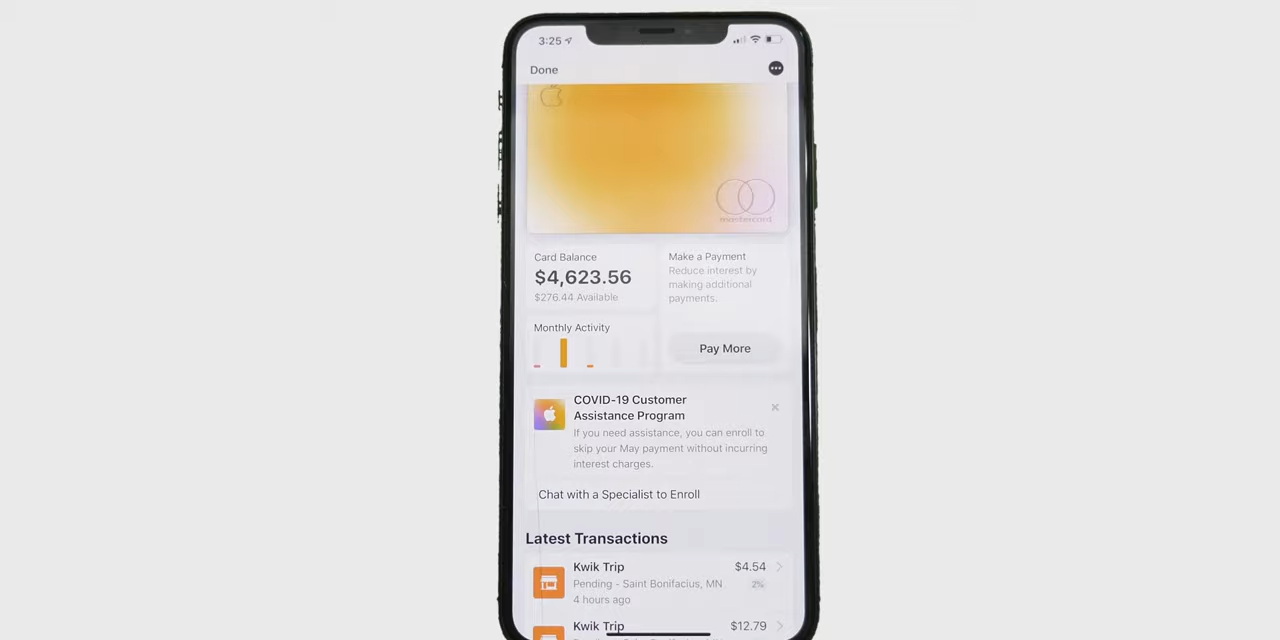 3:25
Done
mastercard
Card Balance
$4,623.56
$276.44 Available
Make a Payment
Reduce interest by
making additional
payments.
Monthly Activity
Pay More
COVID-19 Customer
Assistance Program
If you need assistance, you can enroll to
skip your May payment without incurring
interest charges.
Chat with a Specialist to Enroll
Latest Transactions
Kwik Trip
$4.54
Pending - Saint Bonifacius, MN
2%
4 hours ago
Kwik Trip
$12.79